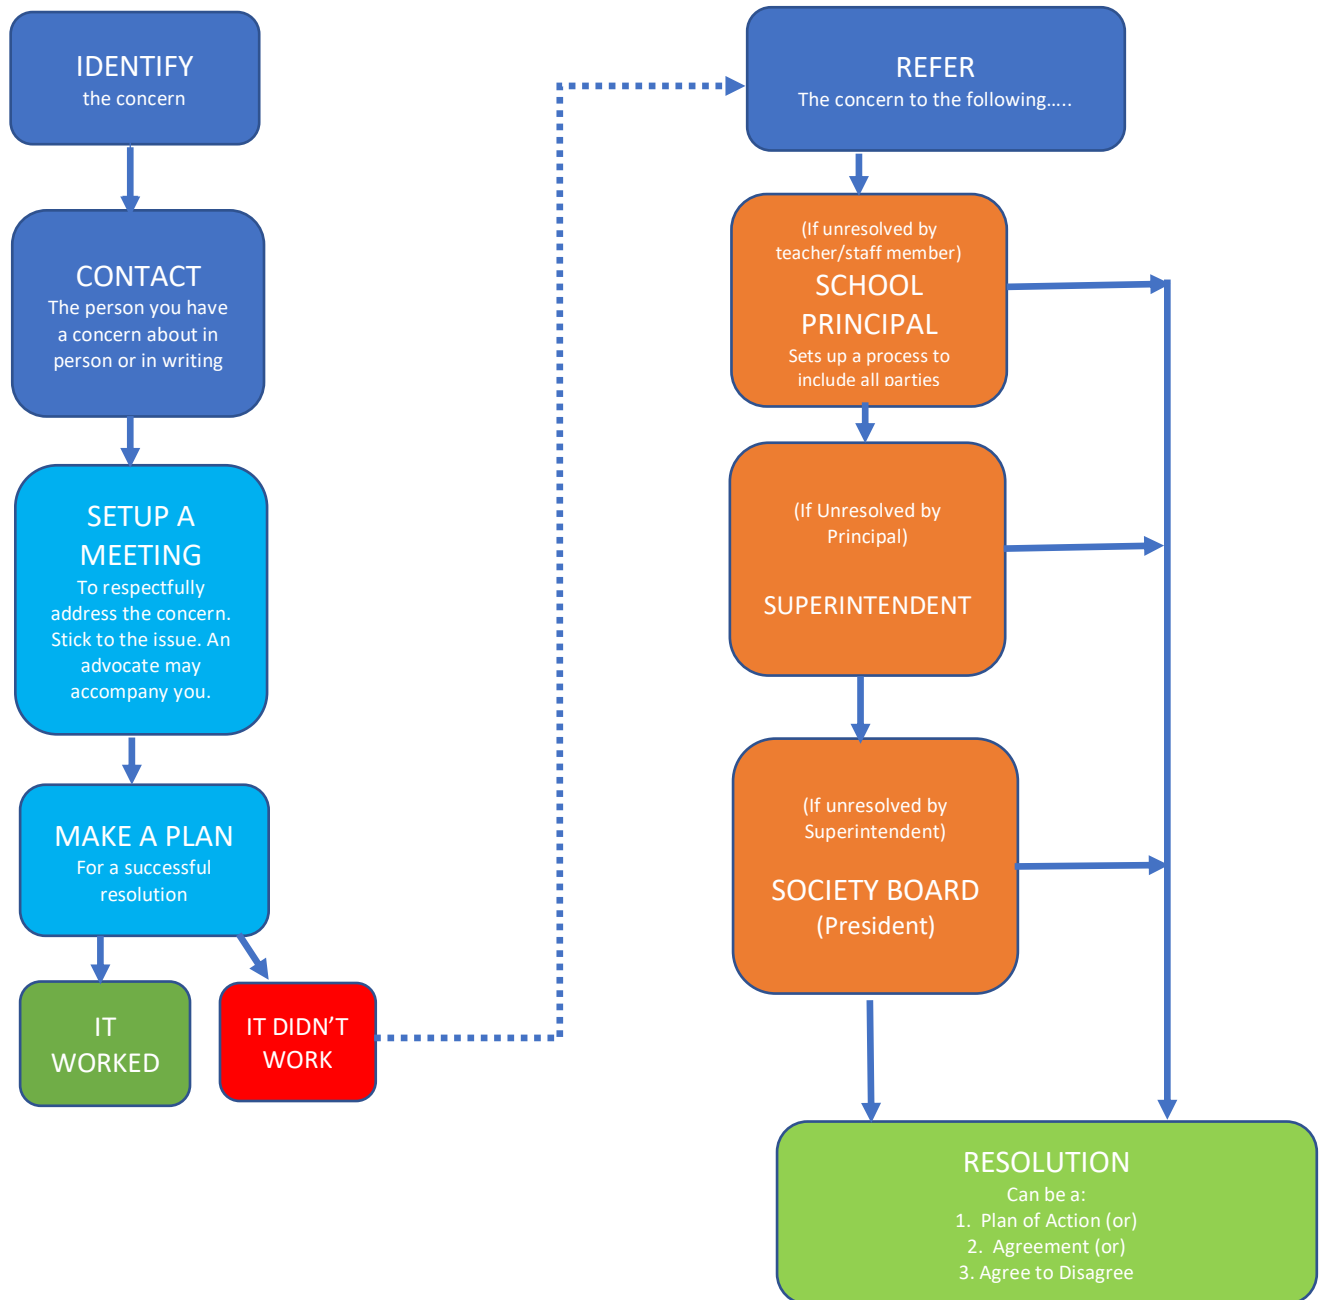 IDENTIFY
the concern
CONTACT
The person you have
a concern about in
person or in writing
SETUP A
MEETING
To respectfully
address the concern.
Stick to the issue. An
advocate may
accompany you.
MAKE A PLAN
For a successful
resolution
IT
WORKED
IT DIDN’T
WORK
REFER
The concern to the following…..
(If unresolved by
teacher/staff member)
SCHOOL
PRINCIPAL
Sets up a process to
include all parties
(If Unresolved by
Principal)
SUPERINTENDENT
(If unresolved by
Superintendent)
SOCIETY BOARD
(President)
RESOLUTION
Can be a:
1. Plan of Action (or)
2. Agreement (or)
3. Agree to Disagree